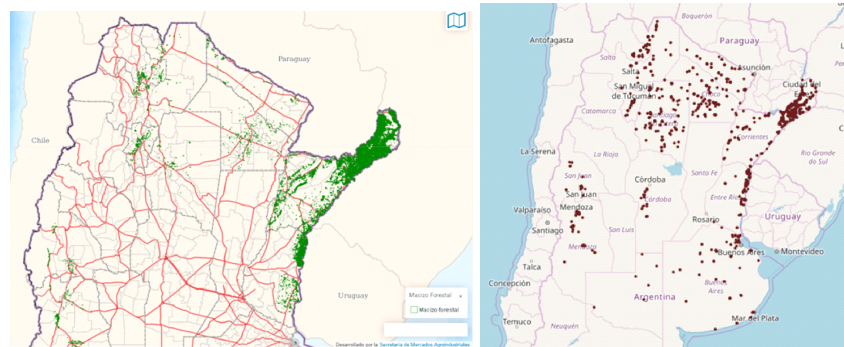 Paraguay
Chile
Uruguay
Macizo Forestal
Macizo forestal
Desarrollado por la Secretaría de Mercados Agroindustriales
Boquerón
Antofagasta
Paraguay
Salta
Asunción
Salta
Ciudad del
San Miguel
de Tucumán
Catamarca
Corrientes
La Rioja
Rio Grande
do Sul
La Serena
Santa Fe
San Juan
Córdoba
San Juan
Córdoba
Entre Ríos
Mendoza
Valparaíso
Rosario
Uruguay
Santiago
San Luis
Mendoza
Buenos Aires
Montevideo
Talca
Buenos
Aires
Concepción
Argentina
Mar del Plata
Temuco
Neuquén